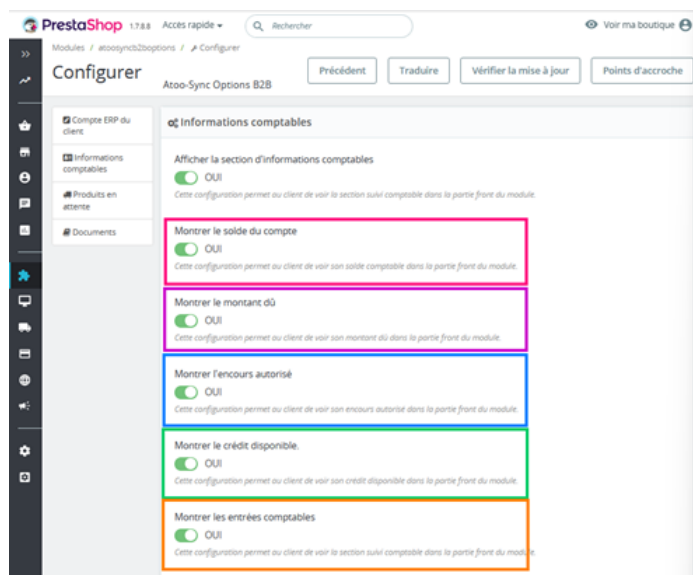 PrestaShop 1.7.8.8 Accès rapide Rechercher Voir ma boutique
Modules / atoosyncb2boptions / Configurer
Configurer
Atoo-Sync Options B2B
Précédent Traduire Vérifier la mise à jour Points d'accroche
Compte ERP du
client
Informations
comptables
Produits en
attente
Documents
Informations comptables
Afficher la section d'informations comptables
OUI
Cette configuration permet au client de voir la section suivi comptable dans la partie front du module.
Montrer le solde du compte
OUI
Cette configuration permet au client de voir son solde comptable dans la partie front du module.
Montrer le montant dû
OUI
Cette configuration permet au client de voir son montant dû dans la partie front du module.
Montrer l'encours autorisé
OUI
Cette configuration permet au client de voir son encours autorisé dans la partie front du module.
Montrer le crédit disponible.
OUI
Cette configuration permet au client de voir son crédit disponible dans la partie front du module.
Montrer les entrées comptables
OUI
Cette configuration permet au client de voir la section suivi comptable dans la partie front du module.